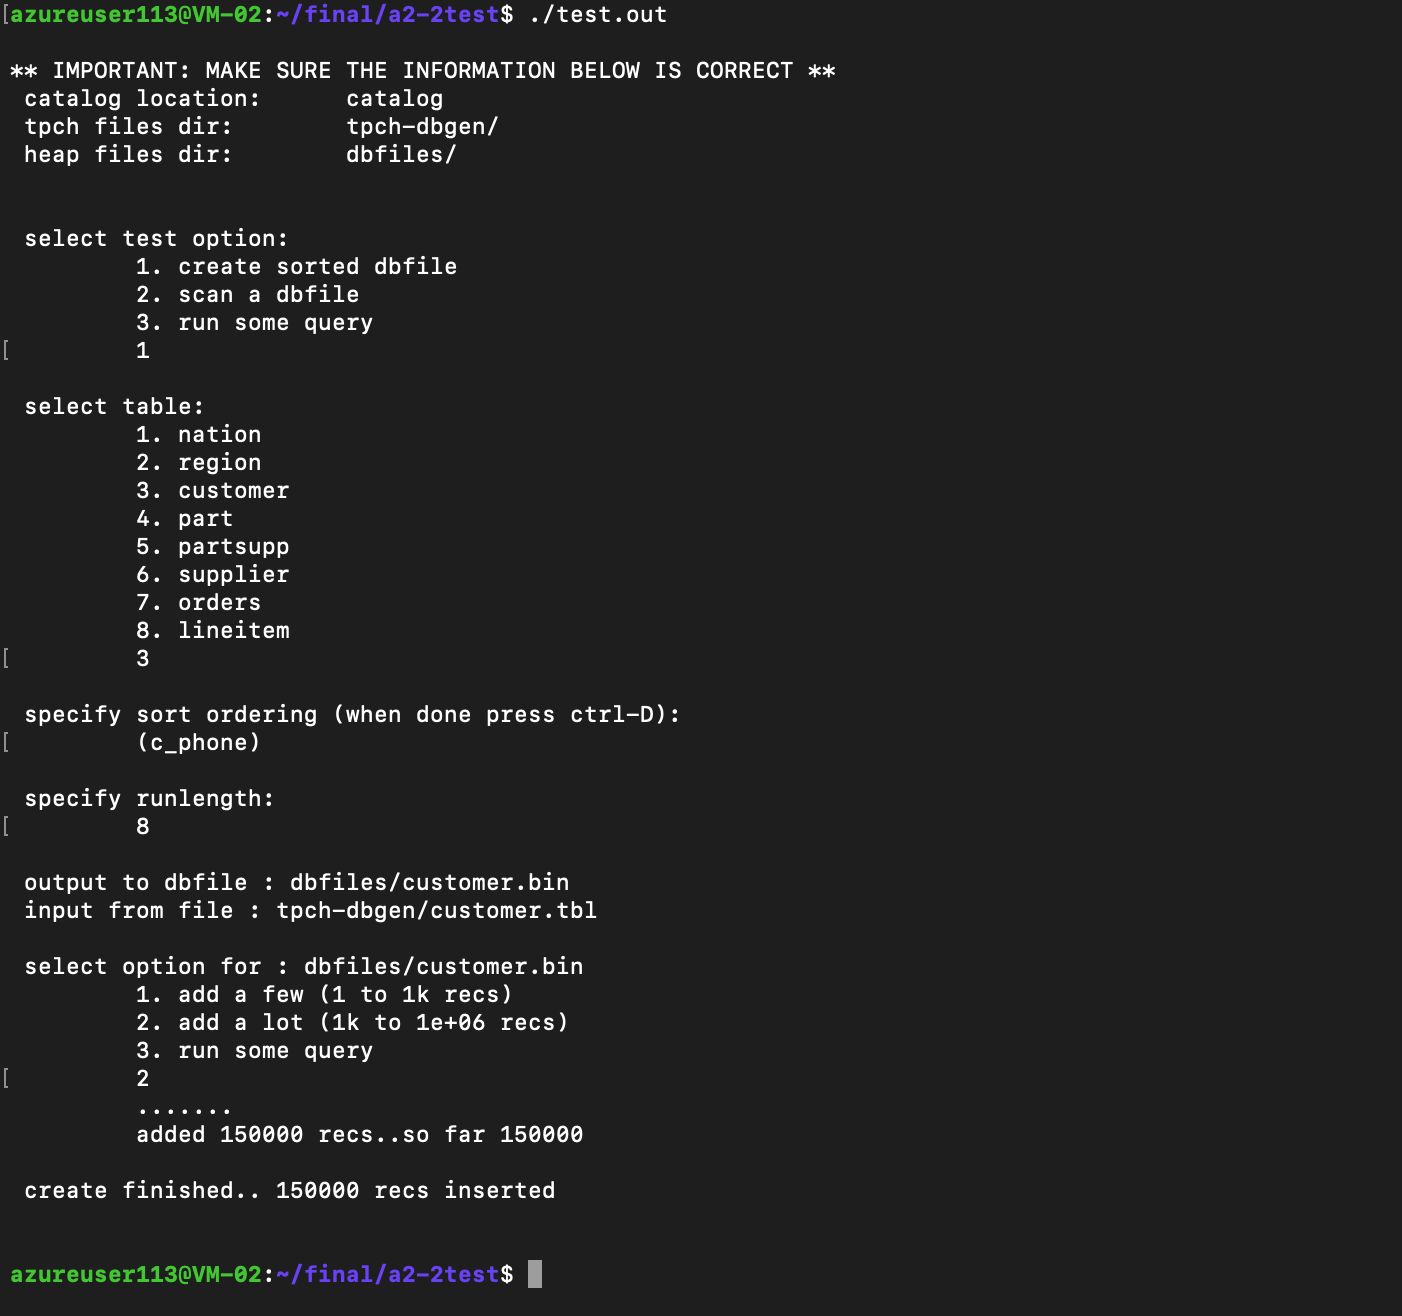 [azureuser113@VM-02:~/final/a2-2test$ ./test.out
** IMPORTANT: MAKE SURE THE INFORMATION BELOW IS CORRECT **
catalog location: catalog
tpch files dir: tpch-dbgen/
heap files dir: dbfiles/
select test option:
1. create sorted dbfile
2. scan a dbfile
3. run some query
[ 1
select table:
1. nation
2. region
3. customer
4. part
5. partsupp
6. supplier
7. orders
8. lineitem
[ 3
specify sort ordering (when done press ctrl-D):
[ (c_phone)
specify runlength:
[ 8
output to dbfile : dbfiles/customer.bin
input from file : tpch-dbgen/customer.tbl
select option for : dbfiles/customer.bin
1. add a few (1 to 1k recs)
2. add a lot (1k to 1e+06 recs)
3. run some query
[ 2
.......
added 150000 recs..so far 150000
create finished.. 150000 recs inserted
azureuser113@VM-02:~/final/a2-2test$